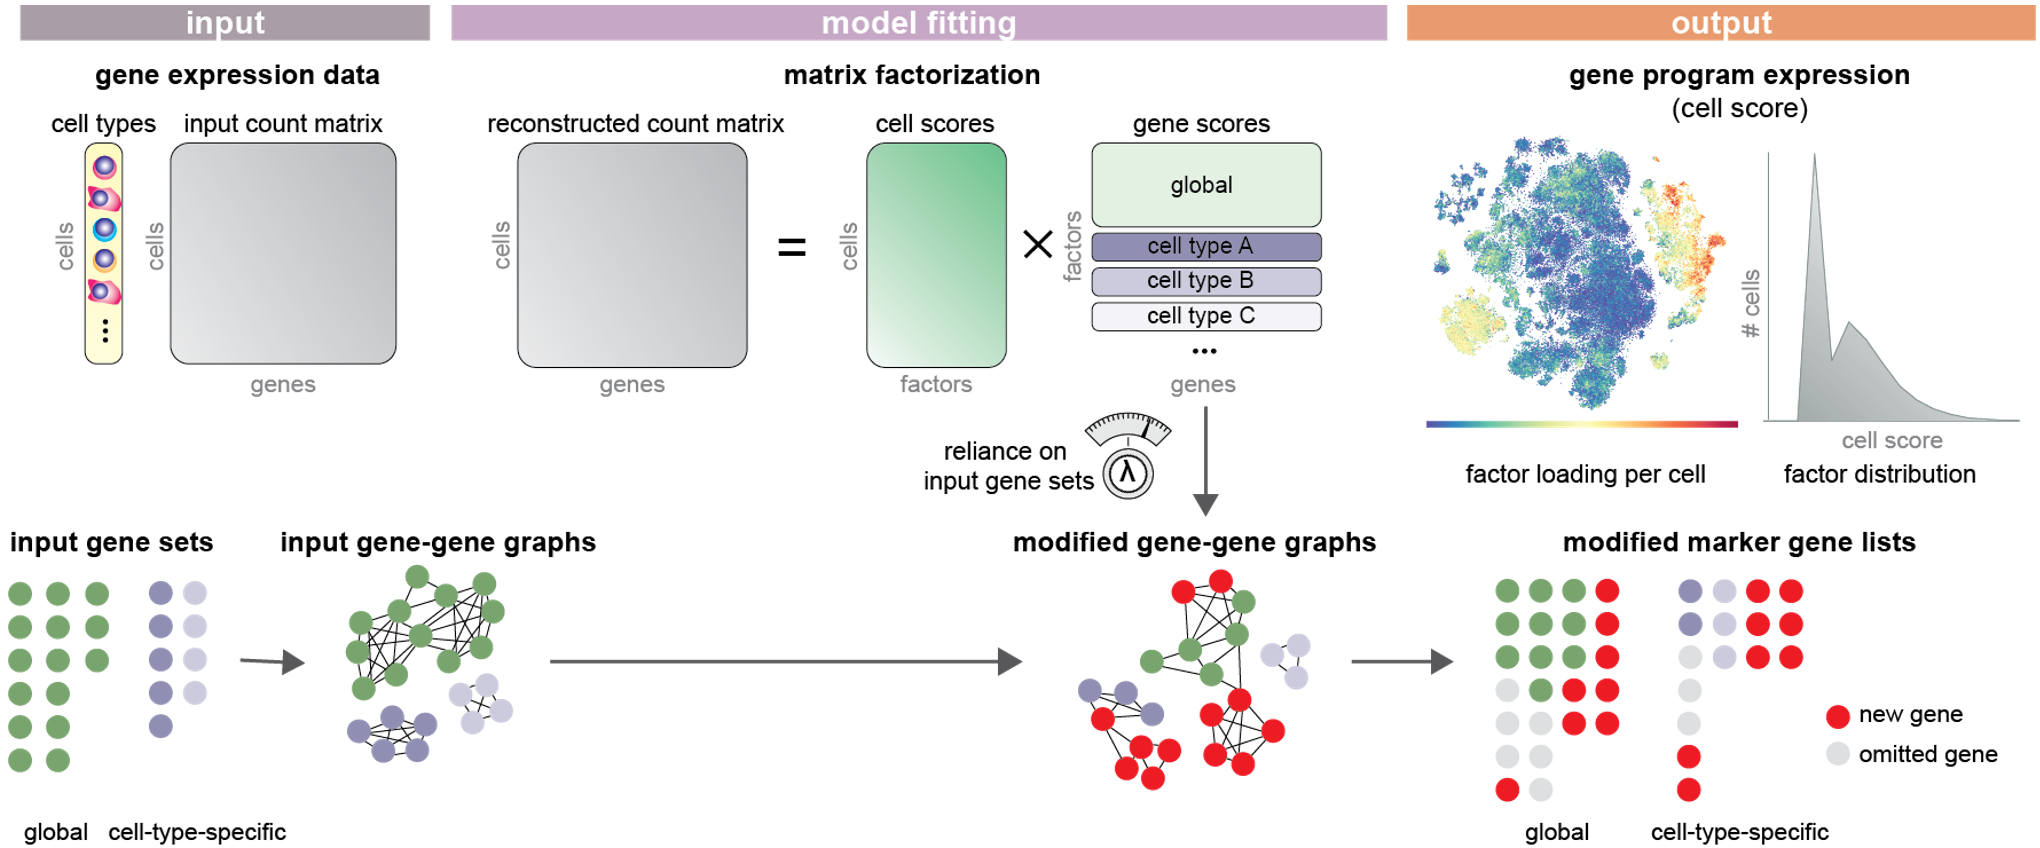 input
model fitting
output
gene expression data
matrix factorization
gene program expression
(cell score)
cell types
input count matrix
reconstructed count matrix
cell scores
gene scores
cells
cells
genes
cells
genes
=
cells
factors
×
factors
global
cell type A
cell type B
cell type C
...
genes
# cells
cell score
factor loading per cell
factor distribution
reliance on
input gene sets
λ
input gene sets
input gene-gene graphs
modified gene-gene graphs
modified marker gene lists
new gene
omitted gene
global
cell-type-specific
global
cell-type-specific